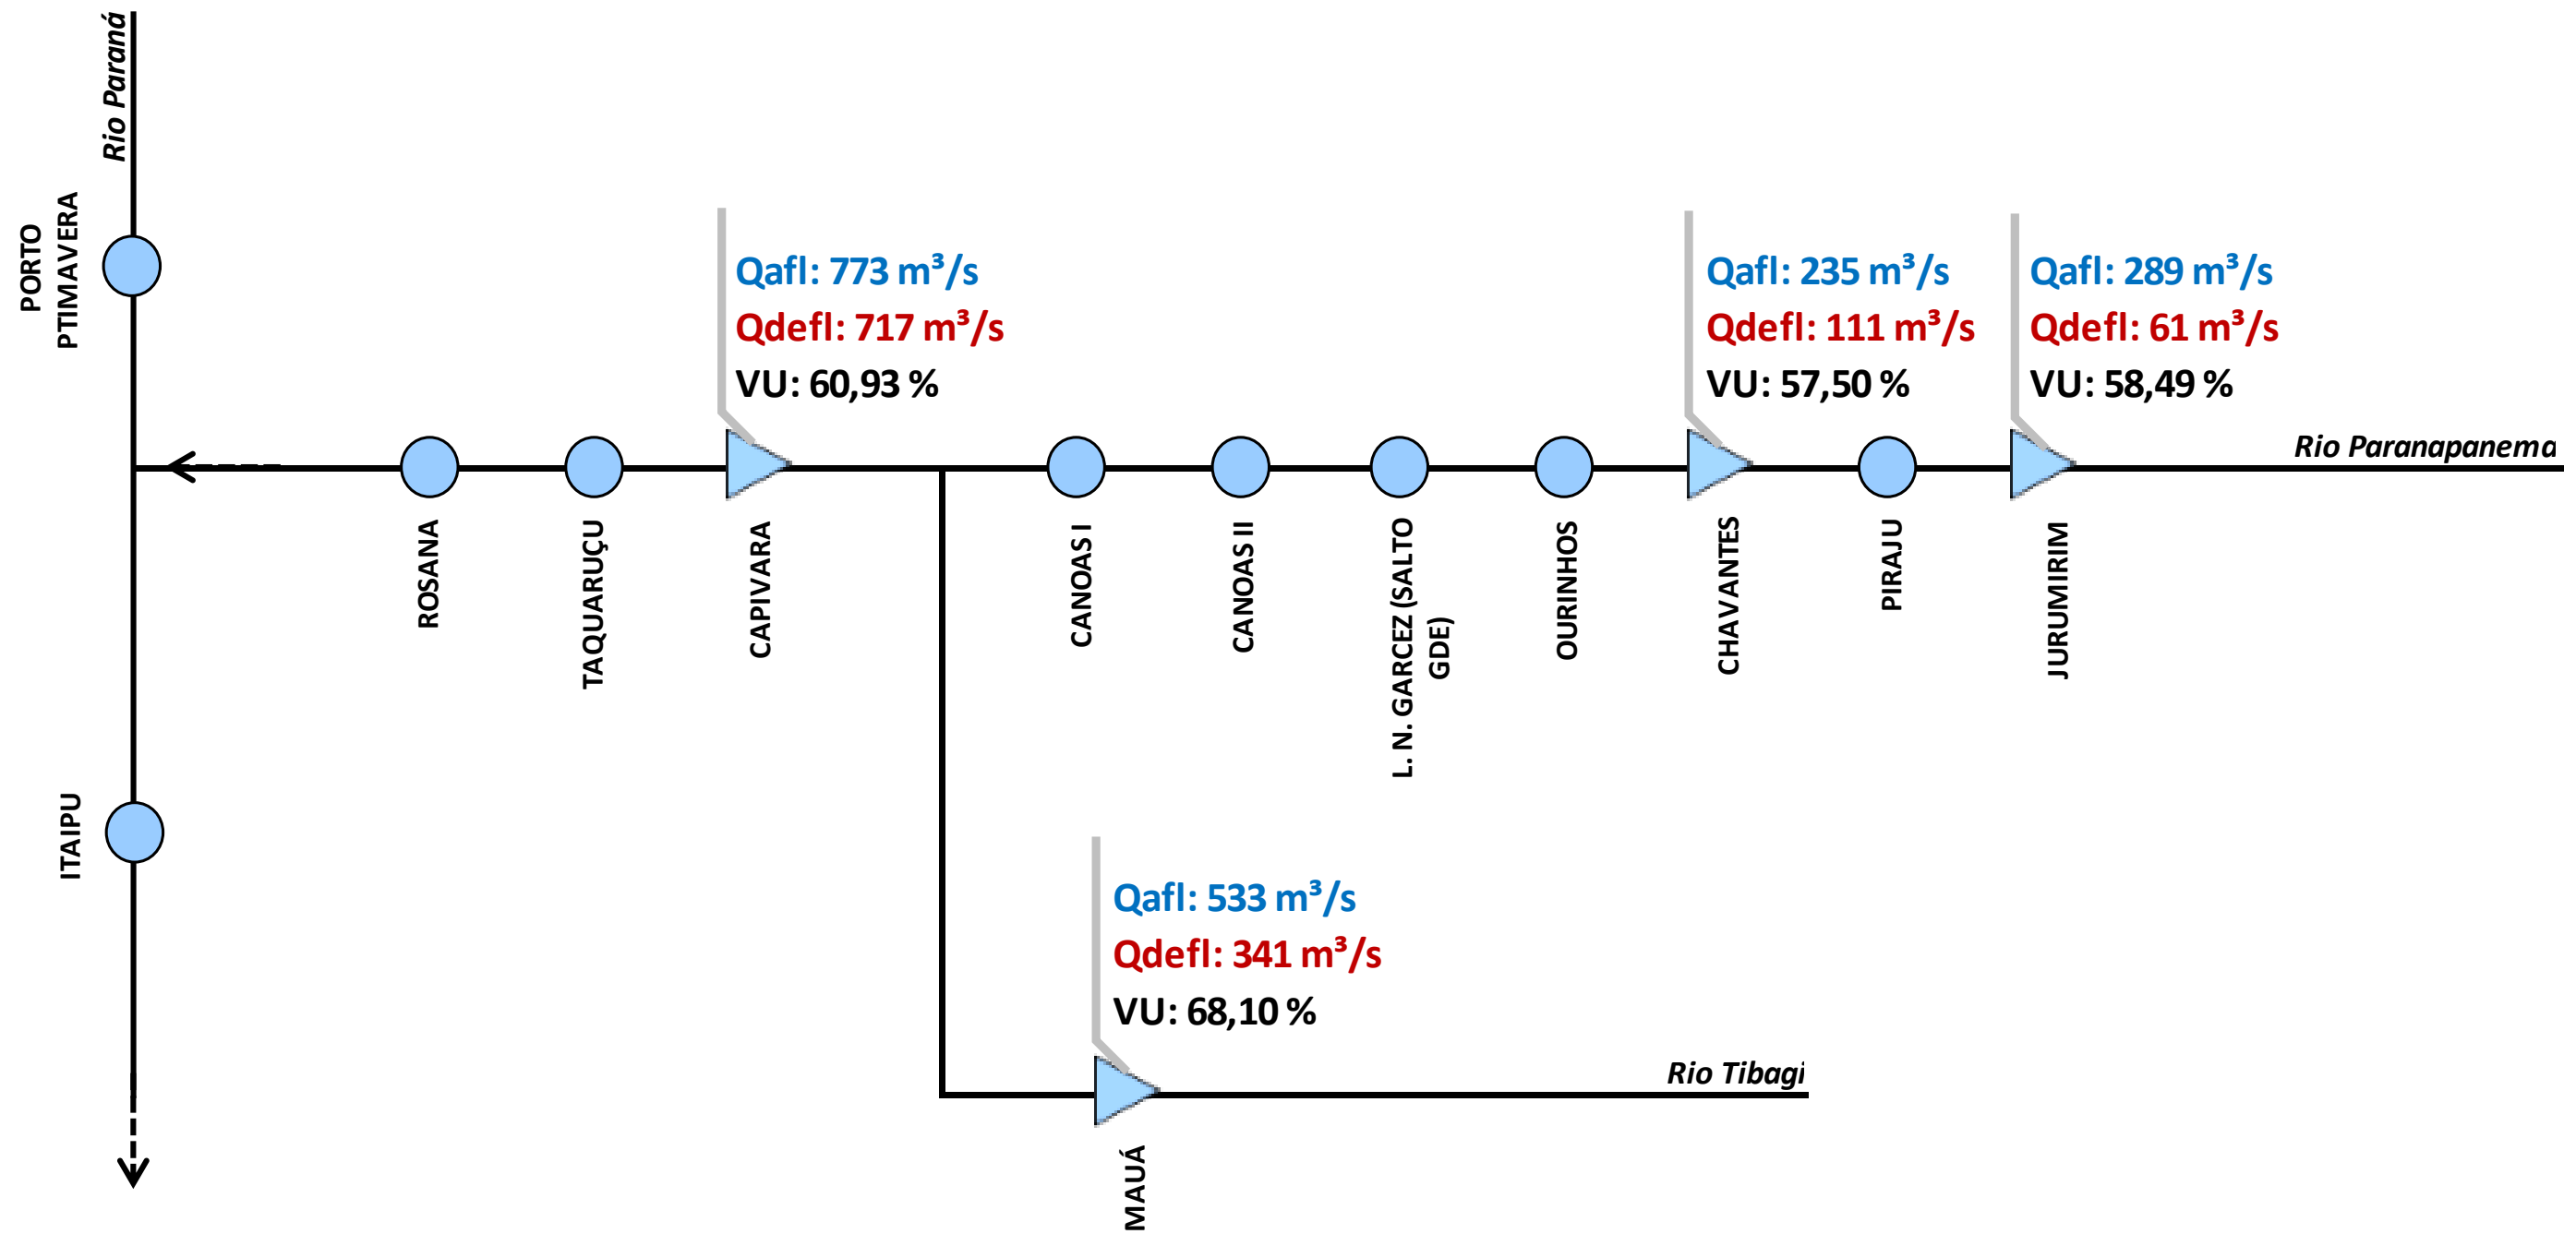 Rio Paraná
PORTO
PTIMAVERA
Qafl: 773 m³/s
Qdefl: 717 m³/s
VU: 60,93 %
Qafl: 235 m³/s
Qdefl: 111 m³/s
VU: 57,50 %
Qafl: 289 m³/s
Qdefl: 61 m³/s
VU: 58,49 %
Rio Paranapanema
ROSANA
TAQUARUÇU
CAPIVARA
CANOAS I
CANOAS II
L. N. GARCEZ (SALTO
GDE)
OURINHOS
CHAVANTES
PIRAJU
JURUMIRIM
ITAIPU
Qafl: 533 m³/s
Qdefl: 341 m³/s
VU: 68,10 %
Rio Tibagi
MAUÁ